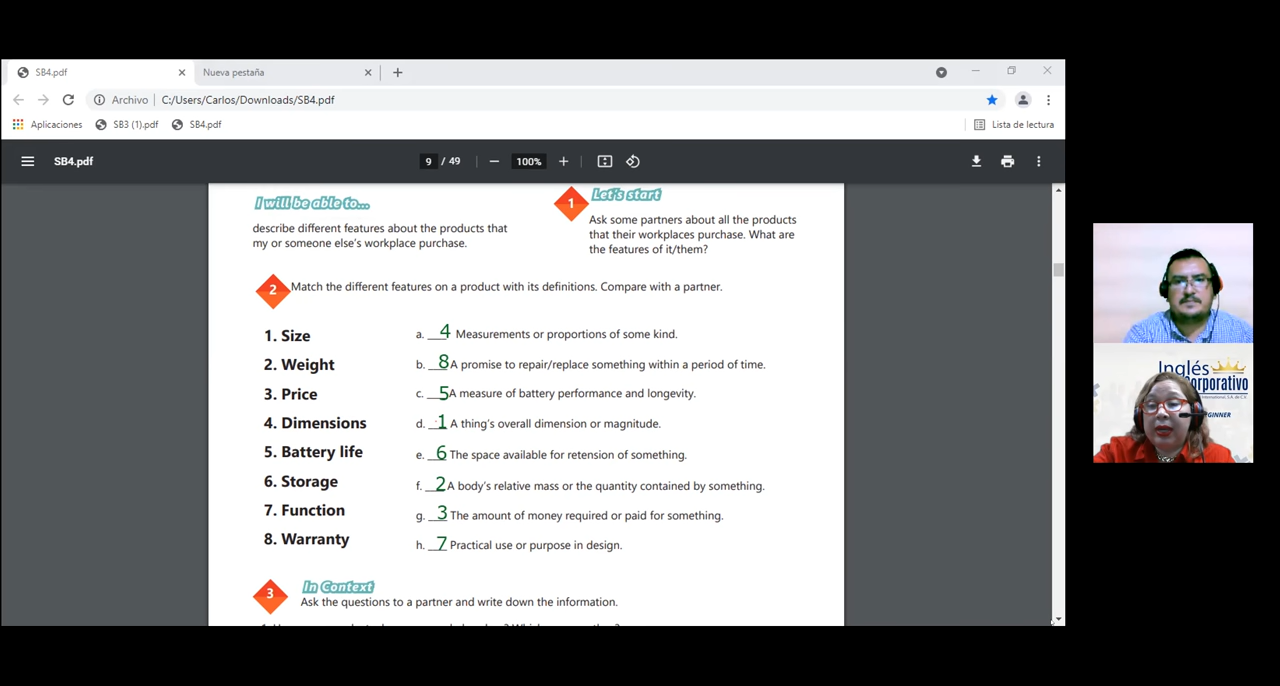 SB4.pdf
Nueva pestaña
Archivo C:/Users/Carlos/Downloads/SB4.pdf
Aplicaciones SB3 (1).pdf SB4.pdf Lista de lectura
SB4.pdf 9 / 49 100%
I will be able to...
describe different features about the products that
my or someone else's workplace purchase.
1 Let's start
Ask some partners about all the products
that their workplaces purchase. What are
the features of it/them?
2 Match the different features on a product with its definitions. Compare with a partner.
1. Size
2. Weight
3. Price
4. Dimensions
5. Battery life
6. Storage
7. Function
8. Warranty
a. 4 Measurements or proportions of some kind.
b. 8 A promise to repair/replace something within a period of time.
c. 5 A measure of battery performance and longevity.
d. 1 A thing's overall dimension or magnitude.
e. 6 The space available for retension of something.
f. 2 A body's relative mass or the quantity contained by something.
g. 3 The amount of money required or paid for something.
h. 7 Practical use or purpose in design.
3 In Context
Ask the questions to a partner and write down the information.
Inglés
orporativo
International, S.A. de C.V.
GINNER